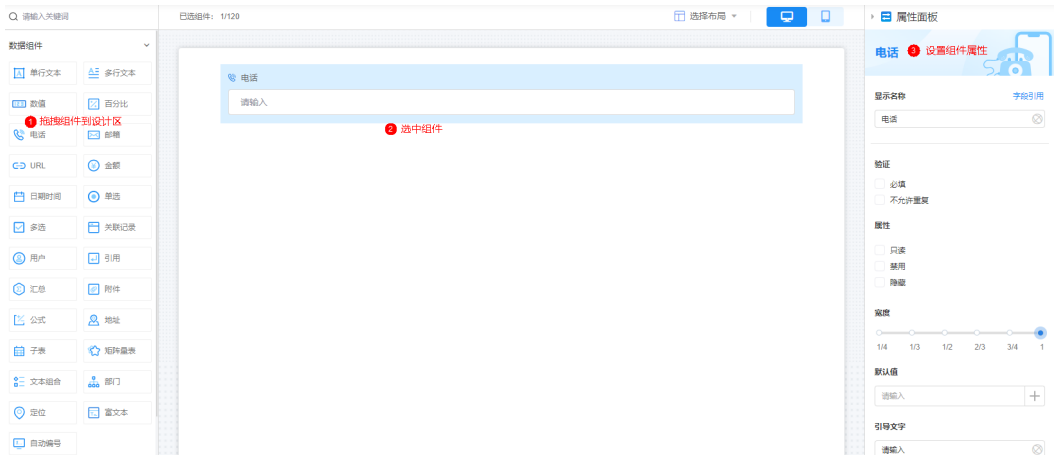 请输入关键词
已选组件： 1/120
选择布局
属性面板
数据组件
单行文本
多行文本
数值
百分比
1 拖拽组件到设计区
电话
邮箱
URL
金额
日期时间
单选
多选
关联记录
用户
引用
汇总
附件
公式
地址
子表
矩阵量表
文本组合
部门
定位
富文本
自动编号
电话
请输入
2 选中组件
电话
3 设置组件属性
显示名称
字段引用
电话
验证
必填
不允许重复
属性
只读
禁用
隐藏
宽度
1/4 1/3 1/2 2/3 3/4 1
默认值
请输入
引导文字
请输入